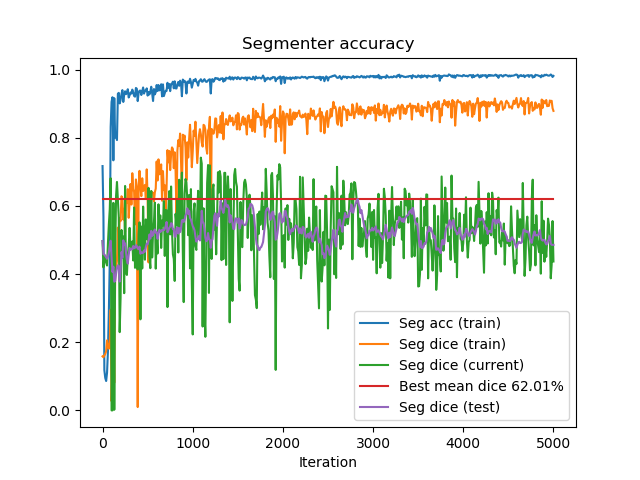 Segmenter accuracy
1.0
0.8
0.6
0.4
0.2
0.0
Seg acc (train)
Seg dice (train)
Seg dice (current)
Best mean dice 62.01%
Seg dice (test)
0 1000 2000 3000 4000 5000
Iteration